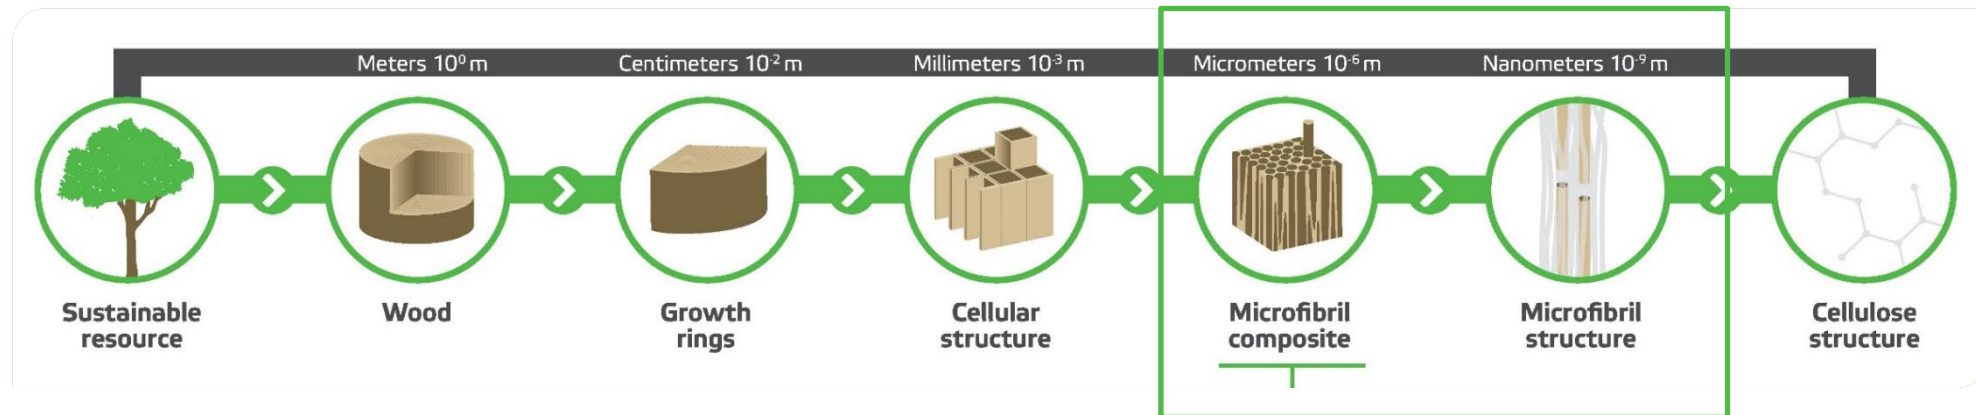 Meters 10⁰ m
Centimeters 10⁻² m
Millimeters 10⁻³ m
Micrometers 10⁻⁶ m
Nanometers 10⁻⁹ m
Sustainable
resource
Wood
Growth
rings
Cellular
structure
Microfibril
composite
Microfibril
structure
Cellulose
structure